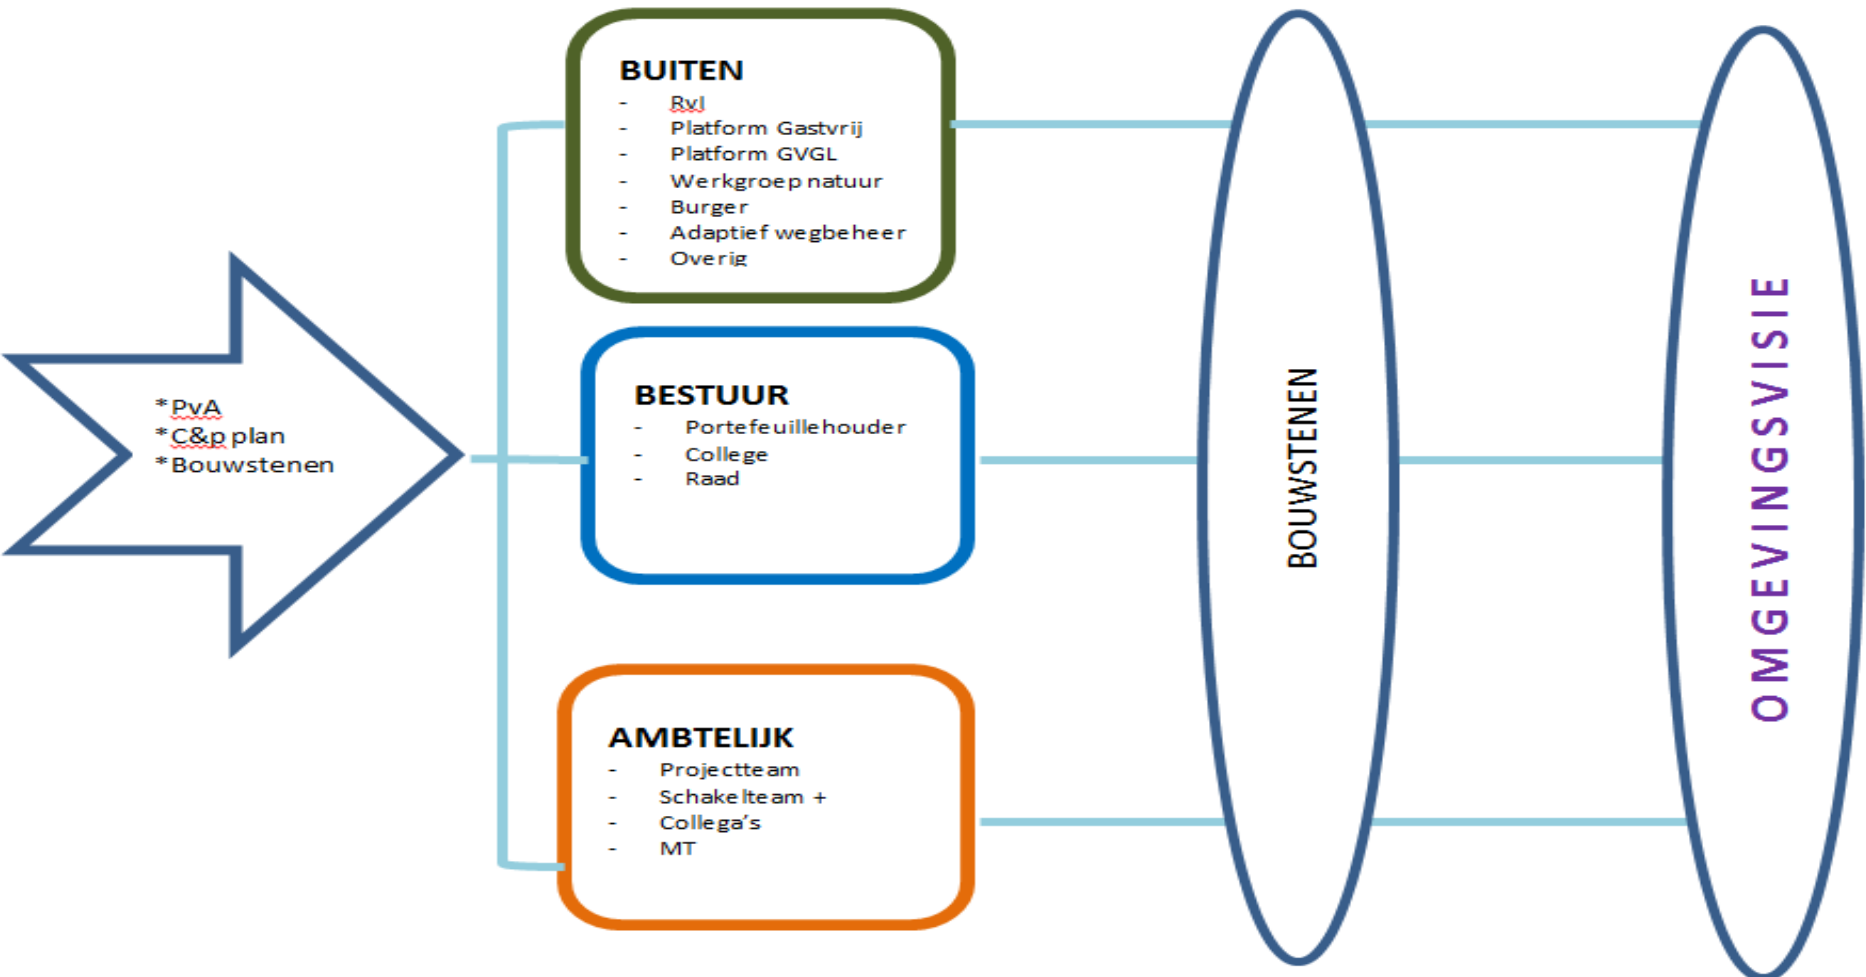 *PvA
*C&p plan
*Bouwstenen
BUITEN
- RvI
- Platform Gastvrij
- Platform GVGL
- Werkgroep natuur
- Burger
- Adaptief wegbeheer
- Overig
BESTUUR
- Portefeuillehouder
- College
- Raad
AMBTELIJK
- Projectteam
- Schakelteam +
- Collega's
- MT
BOUWSTENEN
OMGEVINGSVISIE